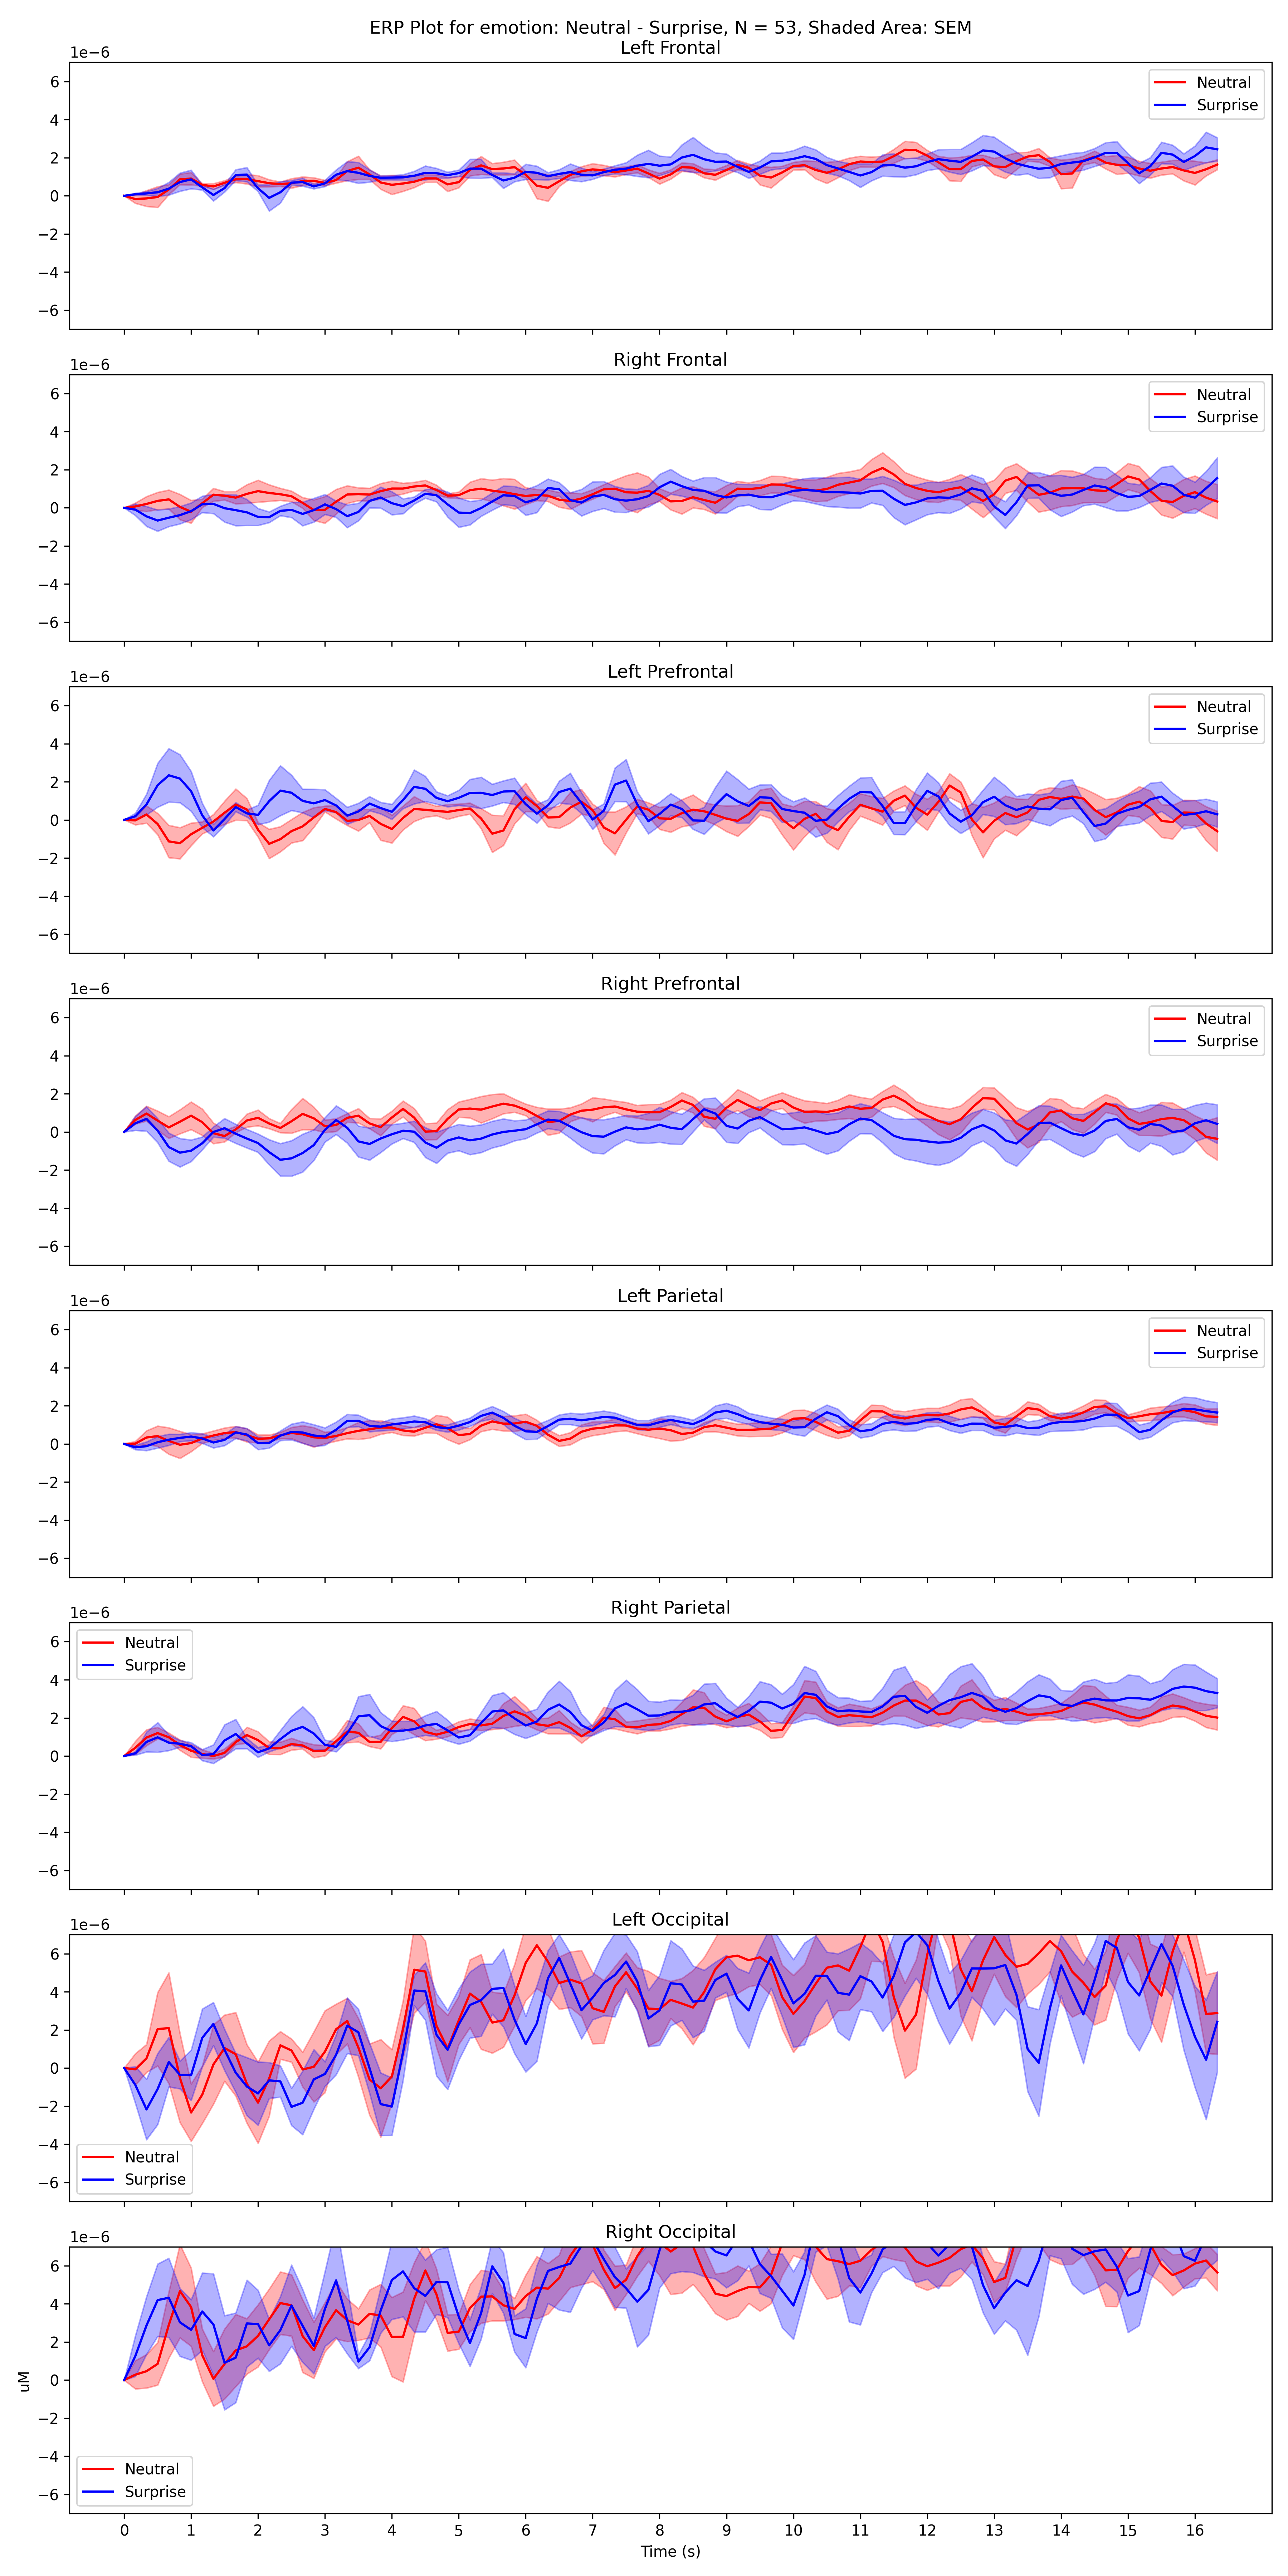 ERP Plot for emotion: Neutral - Surprise, N = 53, Shaded Area: SEM
Left Frontal
1e−6
6
4
2
0
−2
−4
−6
Neutral
Surprise
Right Frontal
1e−6
6
4
2
0
−2
−4
−6
Neutral
Surprise
Left Prefrontal
1e−6
6
4
2
0
−2
−4
−6
Neutral
Surprise
Right Prefrontal
1e−6
6
4
2
0
−2
−4
−6
Neutral
Surprise
Left Parietal
1e−6
6
4
2
0
−2
−4
−6
Neutral
Surprise
Right Parietal
1e−6
6
4
2
0
−2
−4
−6
Neutral
Surprise
Left Occipital
1e−6
6
4
2
0
−2
−4
−6
Neutral
Surprise
Right Occipital
1e−6
6
4
2
0
−2
−4
−6
uM
Neutral
Surprise
0 1 2 3 4 5 6 7 8 9 10 11 12 13 14 15 16
Time (s)